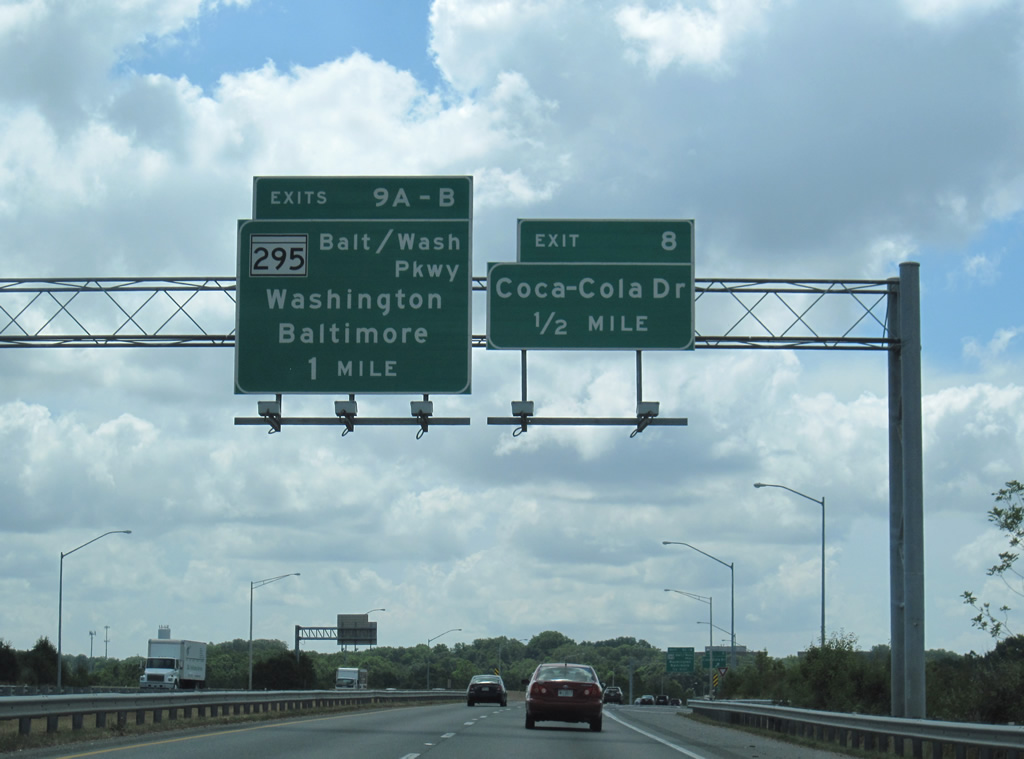 EXITS 9A-B
295 Balt/Wash
Pkwy
Washington
Baltimore
1 MILE
EXIT 8
Coca-Cola Dr
1/2 MILE